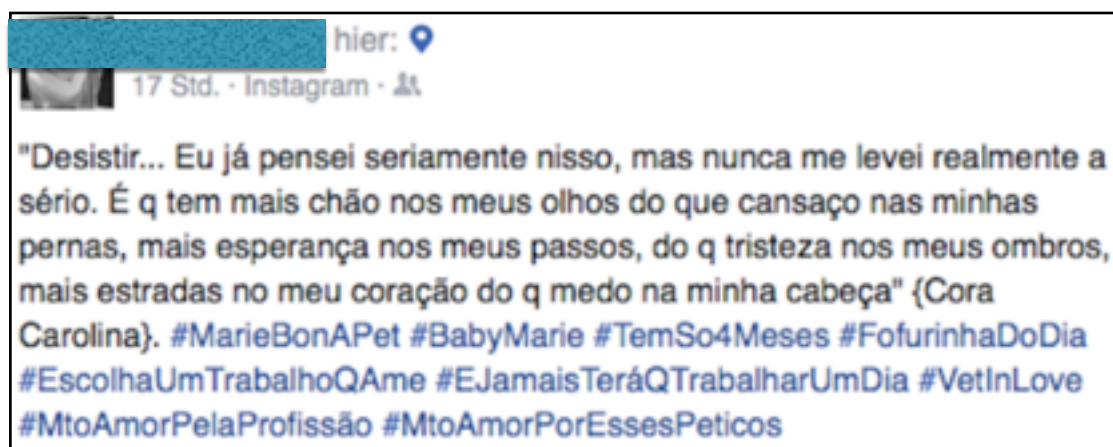 hier:
17 Std. · Instagram ·
"Desistir... Eu já pensei seriamente nisso, mas nunca me levei realmente a
sério. É q tem mais chão nos meus olhos do que cansaço nas minhas
pernas, mais esperança nos meus passos, do q tristeza nos meus ombros,
mais estradas no meu coração do q medo na minha cabeça" {Cora
Carolina}. #MarieBonAPet #BabyMarie #TemSo4Meses #FofurinhaDoDia
#EscolhaUmTrabalhoQAme #EJamaisTeráQTrabalharUmDia #VetInLove
#MtoAmorPelaProfissão #MtoAmorPorEssesPeticos